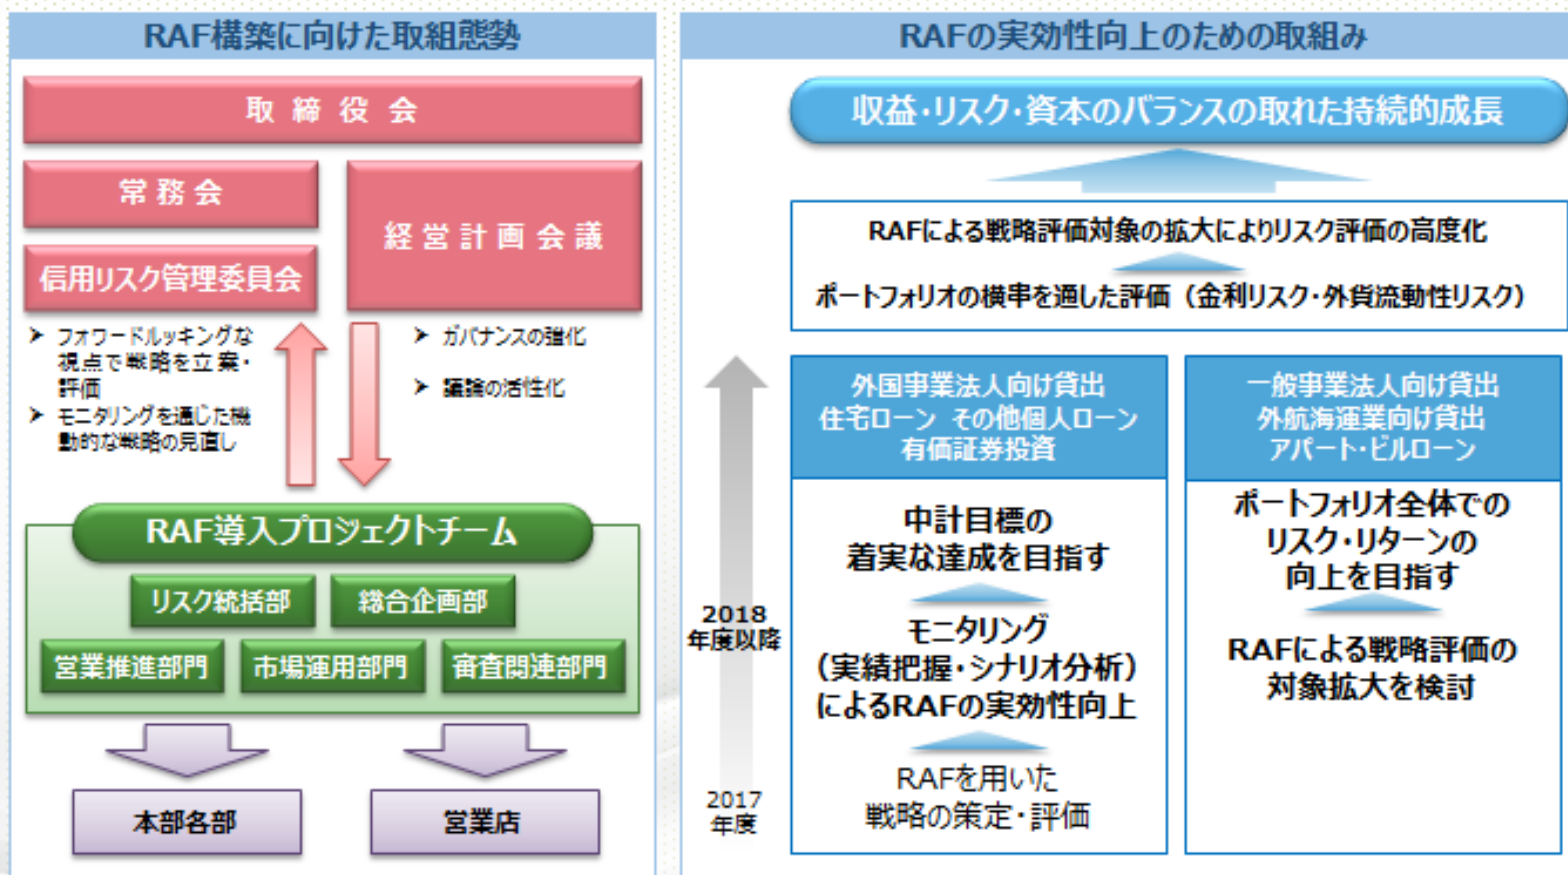 RAF構築に向けた取組態勢
取締役会
常務会
経営計画会議
信用リスク管理委員会
➤ フォワードルッキングな
視点で戦略を立案・
評価
➤ モニタリングを通じた機
動的な戦略の見直し
➤ ガバナンスの強化
➤ 議論の活性化
RAF導入プロジェクトチーム
リスク統括部
総合企画部
営業推進部門
市場運用部門
審査関連部門
本部各部
営業店
RAFの実効性向上のための取組み
収益・リスク・資本のバランスの取れた持続的成長
RAFによる戦略評価対象の拡大によりリスク評価の高度化
ポートフォリオの横串を通した評価（金利リスク・外貨流動性リスク）
2018
年度以降
2017
年度
外国事業法人向け貸出
住宅ローン その他個人ローン
有価証券投資
中計目標の
着実な達成を目指す
モニタリング
（実績把握・シナリオ分析）
によるRAFの実効性向上
RAFを用いた
戦略の策定・評価
一般事業法人向け貸出
外航海運業向け貸出
アパート・ビルローン
ポートフォリオ全体での
リスク・リターンの
向上を目指す
RAFによる戦略評価の
対象拡大を検討